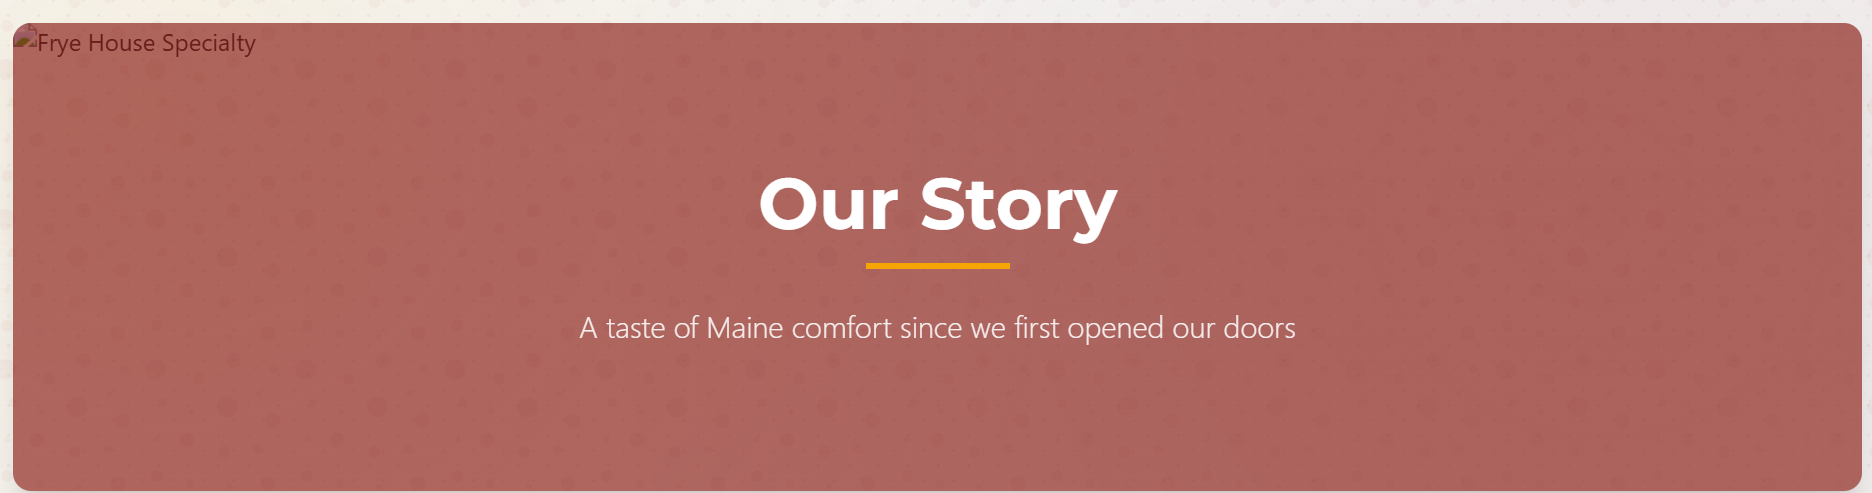 Frye House Specialty
Our Story
A taste of Maine comfort since we first opened our doors